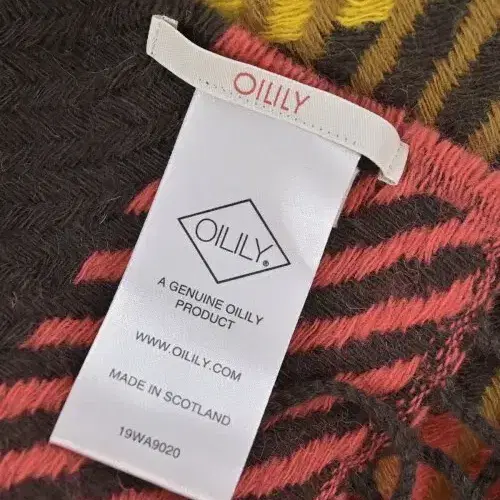 OILILY
OILILY®
A GENUINE OILILY
PRODUCT
WWW.OILILY.COM
MADE IN SCOTLAND
19WA9020